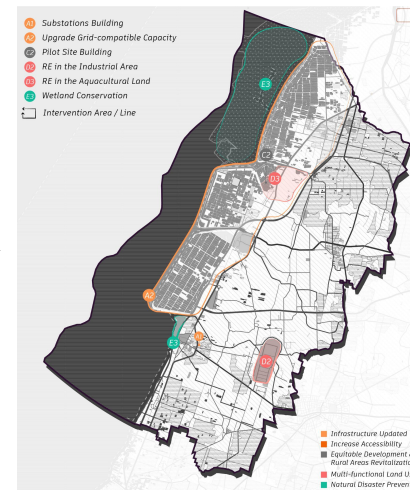 A1 Substations Building
A2 Upgrade Grid-compatible Capacity
C2 Pilot Site Building
D2 RE in the Industrial Area
D3 RE in the Aquacultural Land
E3 Wetland Conservation
Intervention Area / Line
E3
C2
D3
A2
E3
D2
Infrastructure Updated
Increase Accessibility
Equitable Development
Rural Areas Revitalizatio
Multi-functional Land U
Natural Disaster Preven